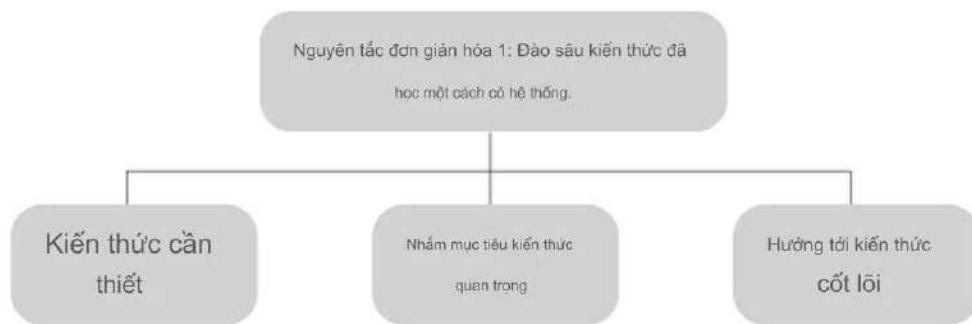 Nguyên tắc đơn giản hóa 1: Đào sâu kiến thức đã
học một cách có hệ thống.
Kiến thức cần
thiết
Nhắm mục tiêu kiến thức
quan trọng
Hướng tới kiến thức
cốt lõi